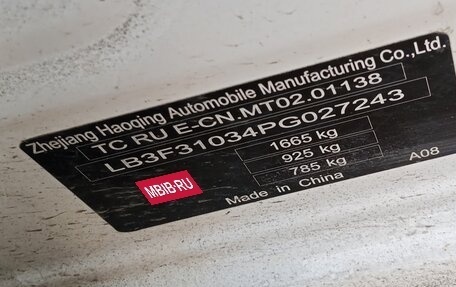 Zhejiang Haoqing Automobile Manufacturing Co.,Ltd.
TC RU E-CN.MT02.01138
LB3F31034PG027243
1665 kg
925 kg
785 kg
MBIB-RU
Made in China
A08